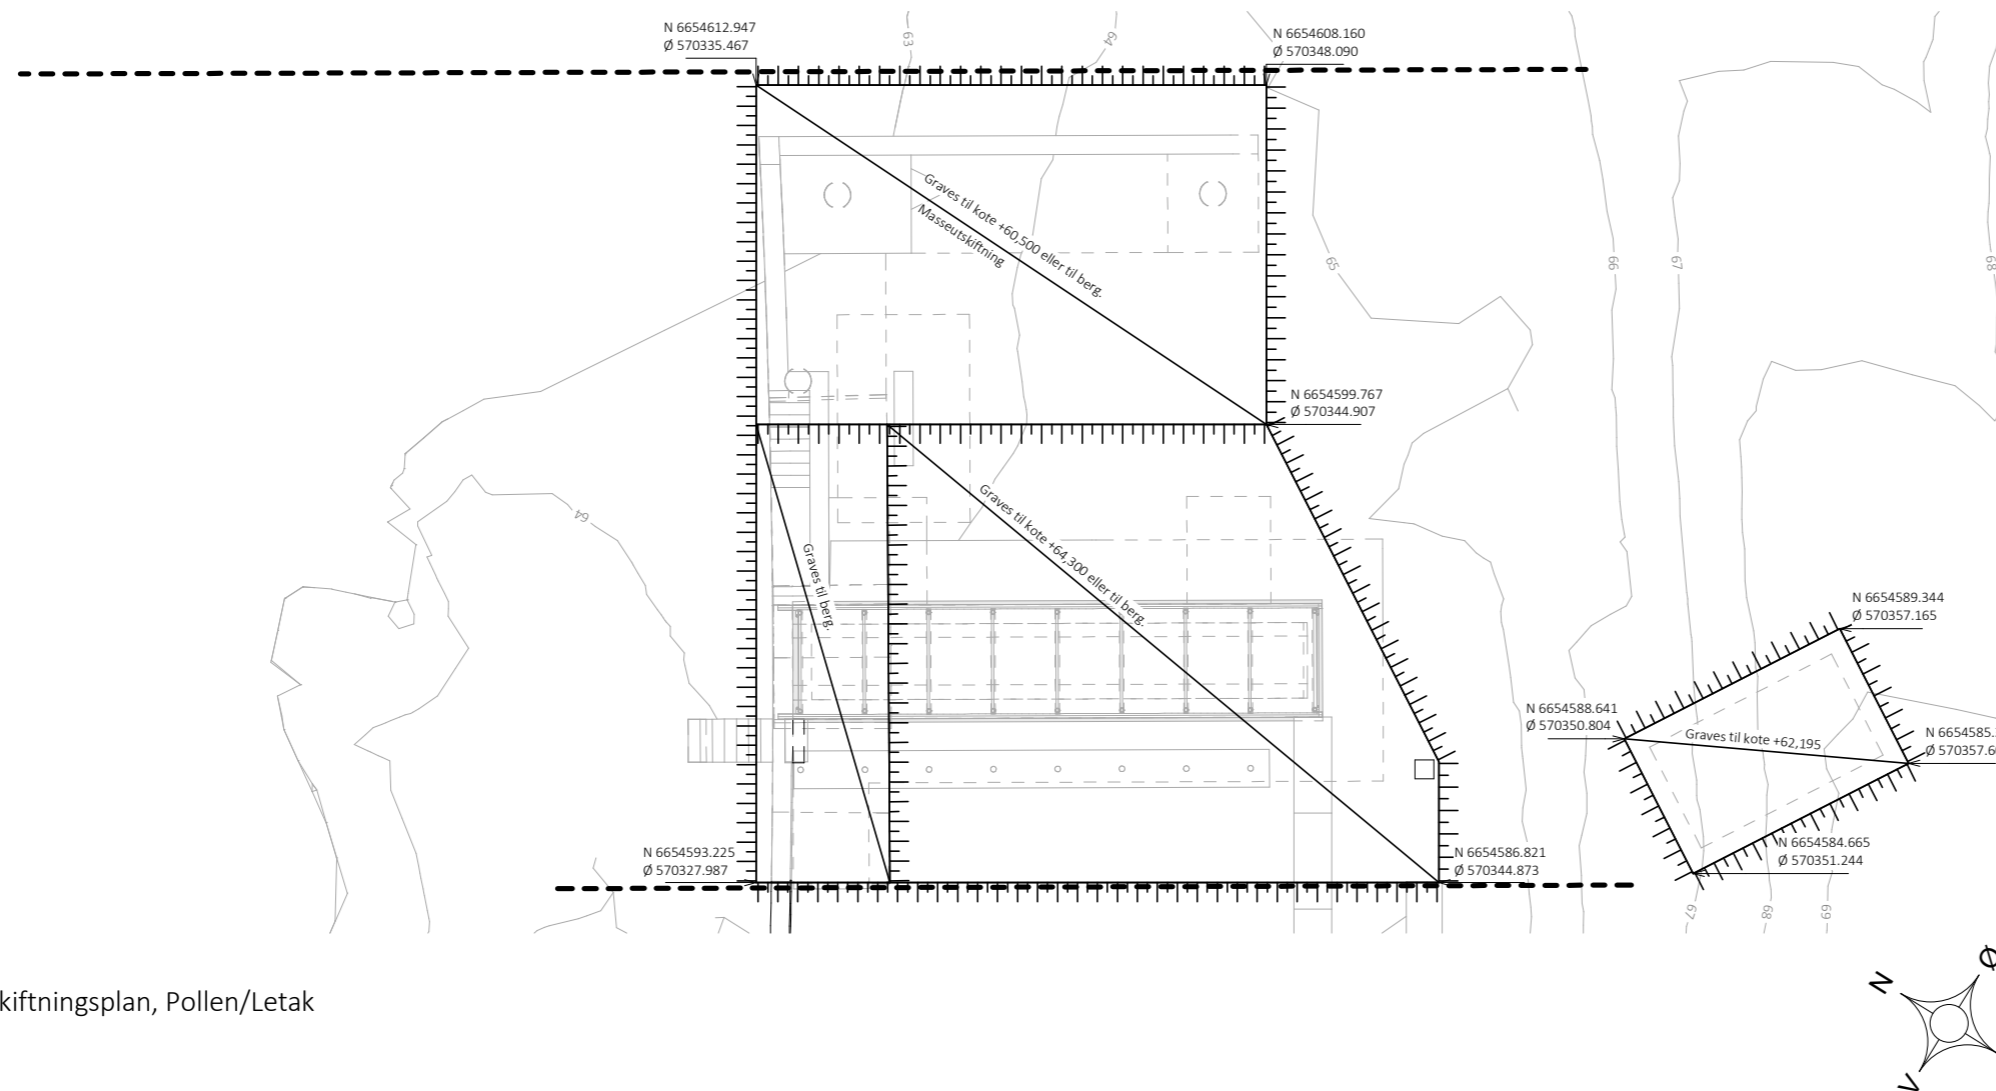 N 6654612.947
Ø 570335.467
63
64
N 6654608.160
Ø 570348.090
Graves til kote +60,500 eller til berg.
Masseutskiftning
65
66
67
68
N 6654599.767
Ø 570344.907
64
Graves til berg.
Graves til kote +64,300 eller til berg.
N 6654589.344
Ø 570357.165
N 6654588.641
Ø 570350.804
Graves til kote +62,195
N 6654585.
Ø 570357.6
N 6654593.225
Ø 570327.987
N 6654586.821
Ø 570344.873
N 6654584.665
Ø 570351.244
67
68
69
kiftningsplan, Pollen/Letak
N
Ø
V